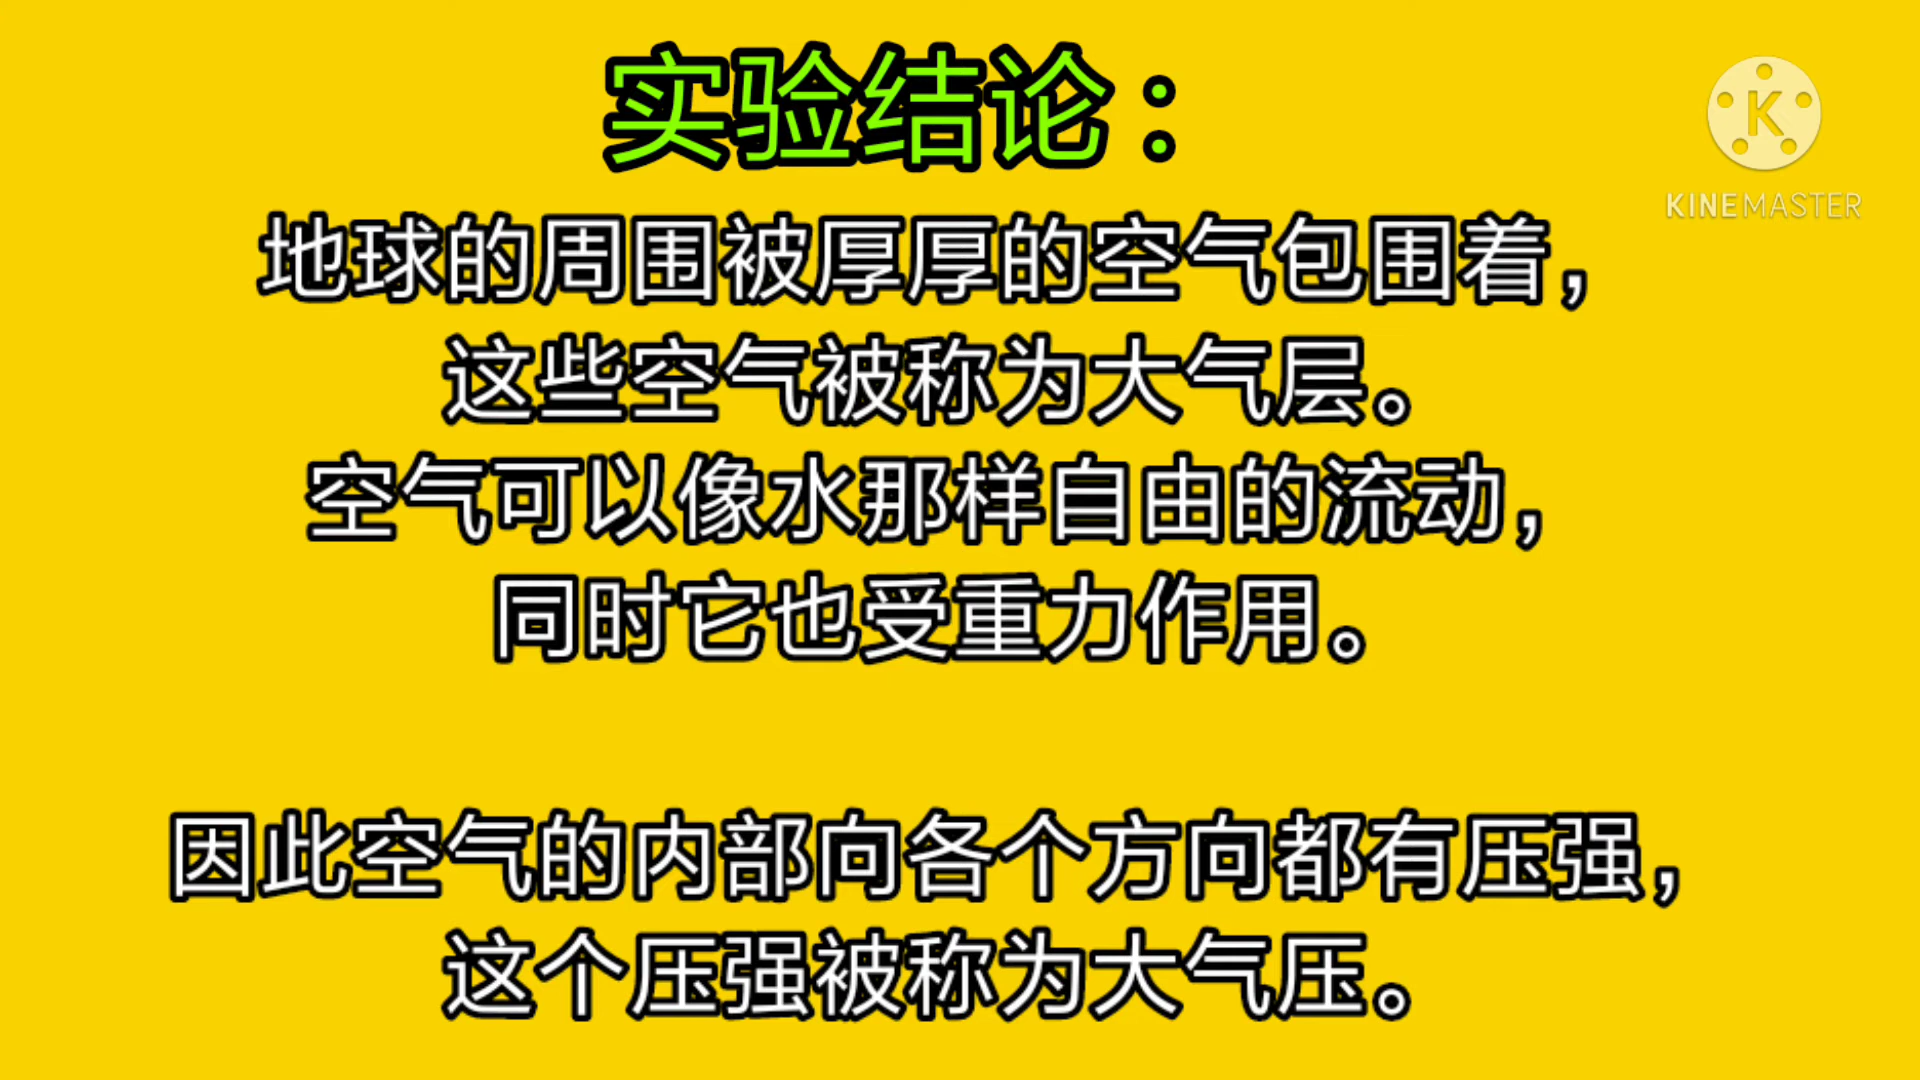 实验结论：
K
KINEMASTER
地球的周围被厚厚的空气包围着，
这些空气被称为大气层。
空气可以像水那样自由的流动，
同时它也受重力作用。
因此空气的内部向各个方向都有压强，
这个压强被称为大气压。